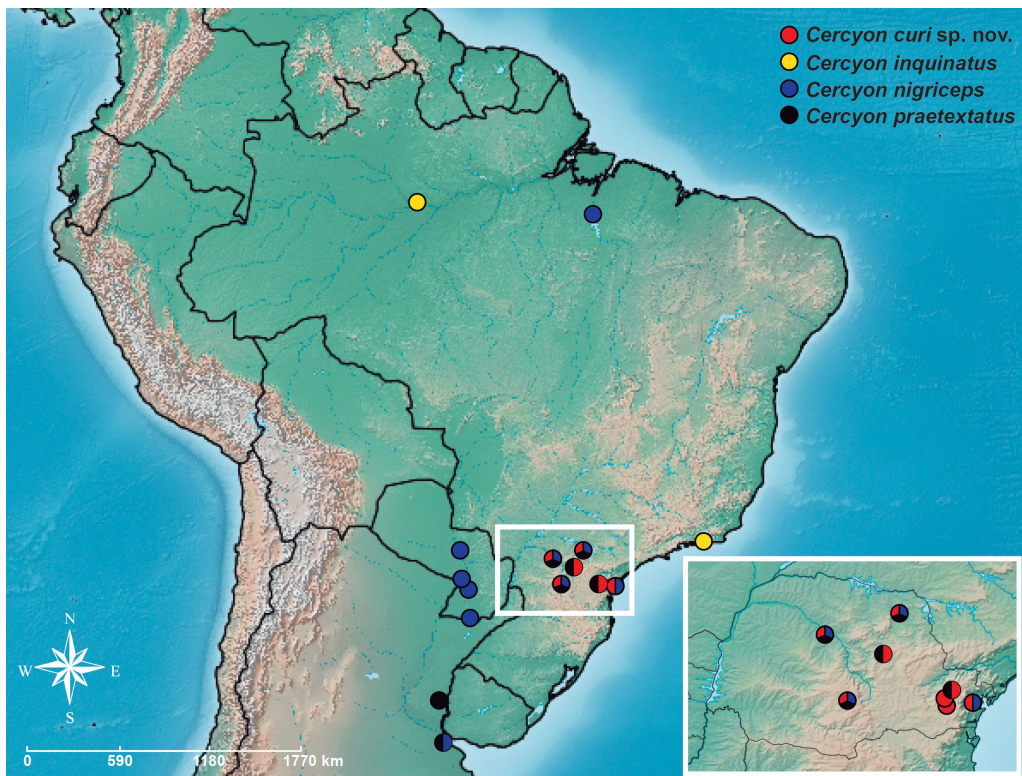 Cercyon curi sp. nov.
Cercyon inquinatus
Cercyon nigriceps
Cercyon praetextatus
N
W E
S
0 590 1180 1770 km